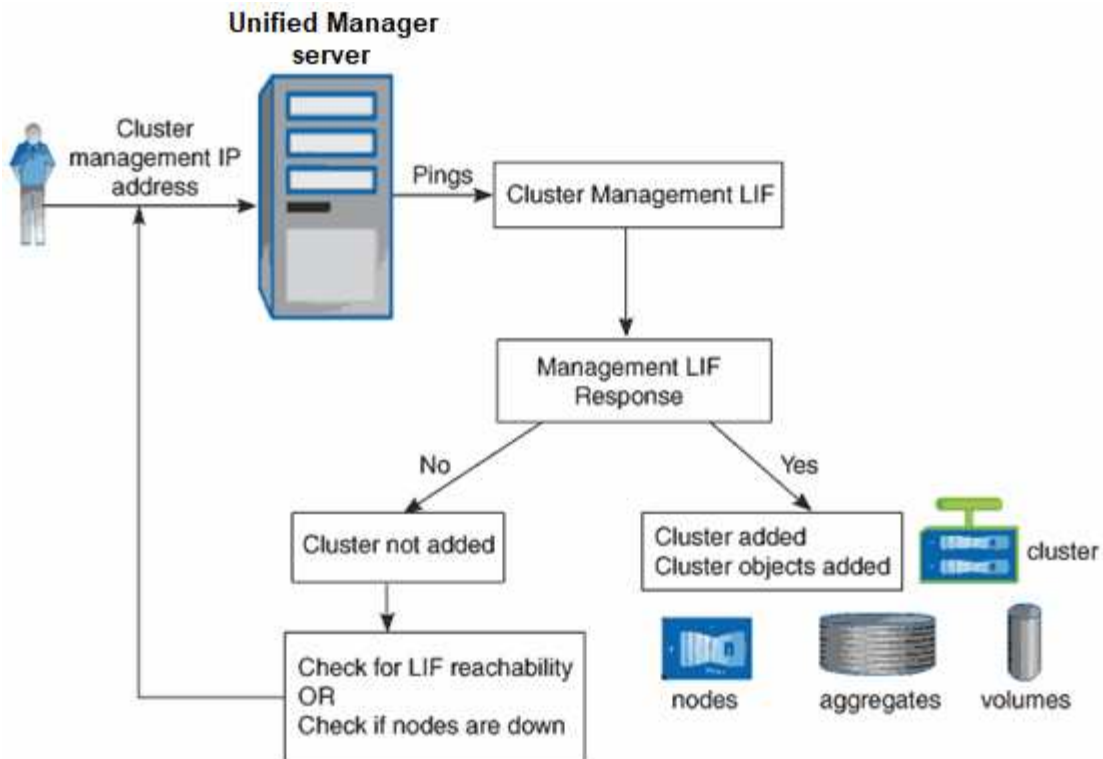 Unified Manager
server
Cluster
management IP
address
Pings
Cluster Management LIF
Management LIF
Response
No
Yes
Cluster not added
Cluster added
Cluster objects added
cluster
Check for LIF reachability
OR
Check if nodes are down
nodes
aggregates
volumes